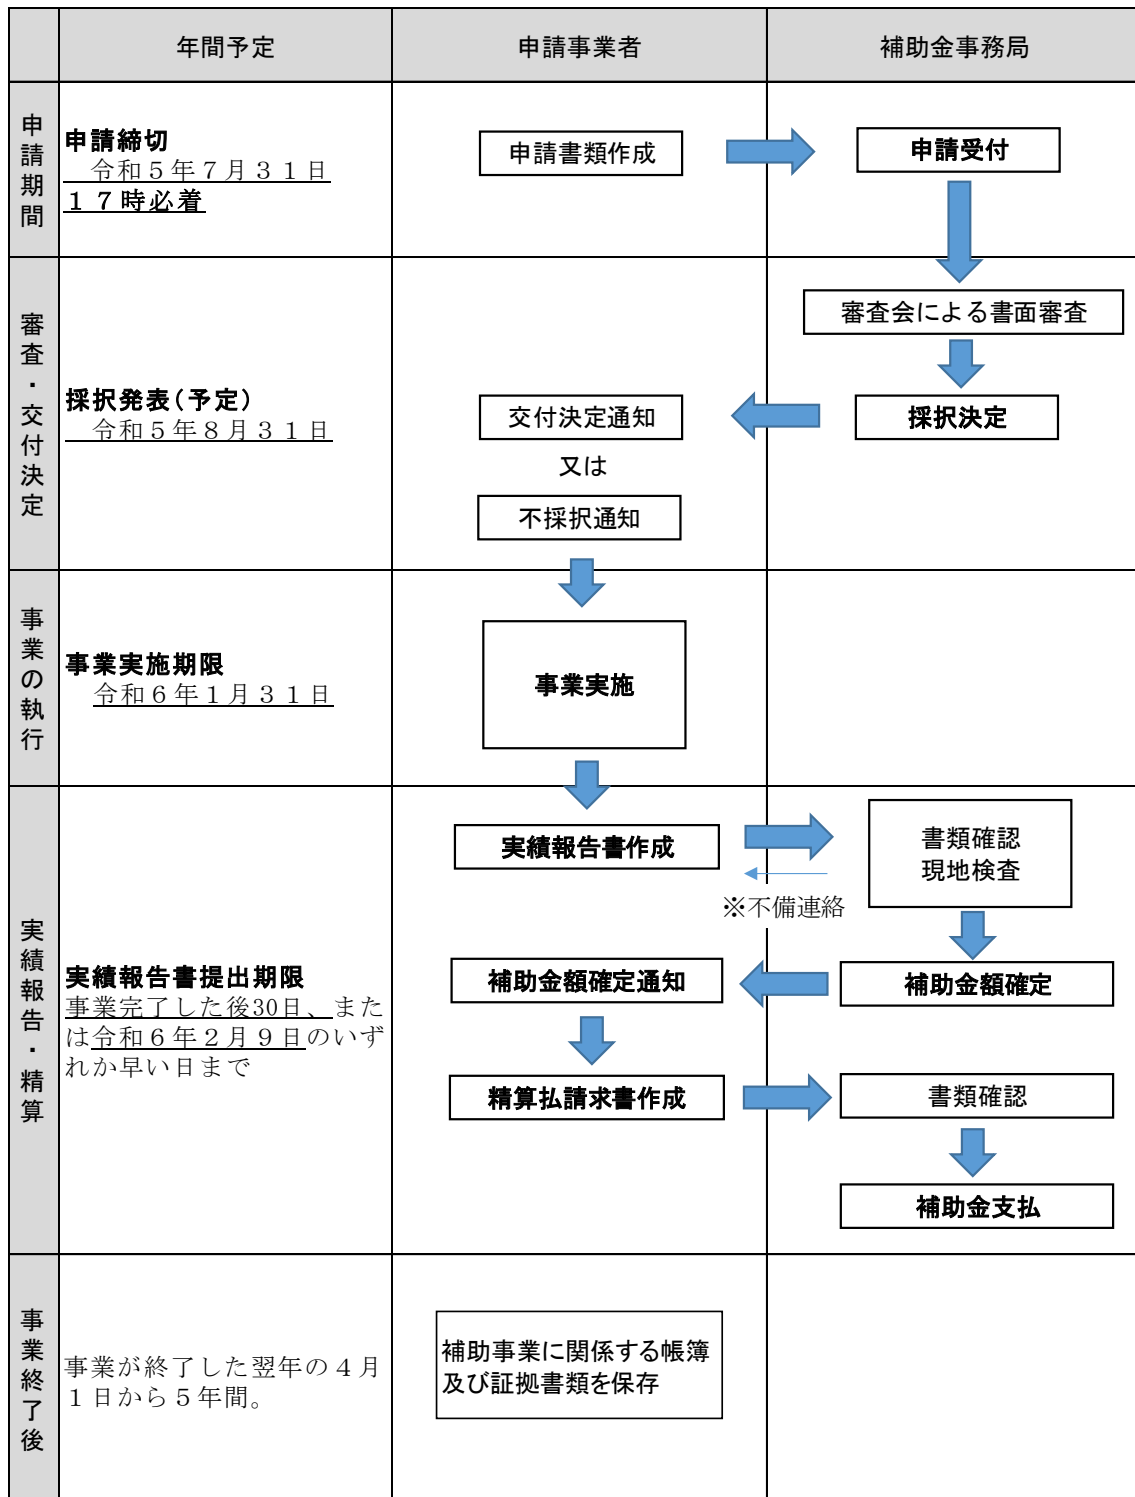 年間予定
申請事業者
補助金事務局
申請期間
申請締切
令和5年7月31日
17時必着
申請書類作成
申請受付
審査・交付決定
審査会による書面審査
採択発表(予定)
令和5年8月31日
交付決定通知
採択決定
又は
不採択通知
事業の執行
事業実施期限
令和6年1月31日
事業実施
実績報告・精算
実績報告書作成
書類確認
現地検査
※不備連絡
実績報告書提出期限
事業完了した後30日、また
は令和6年2月9日のいず
れか早い日まで
補助金額確定通知
補助金額確定
精算払請求書作成
書類確認
補助金支払
事業終了後
事業が終了した翌年の4月
1日から5年間。
補助事業に関係する帳簿
及び証拠書類を保存